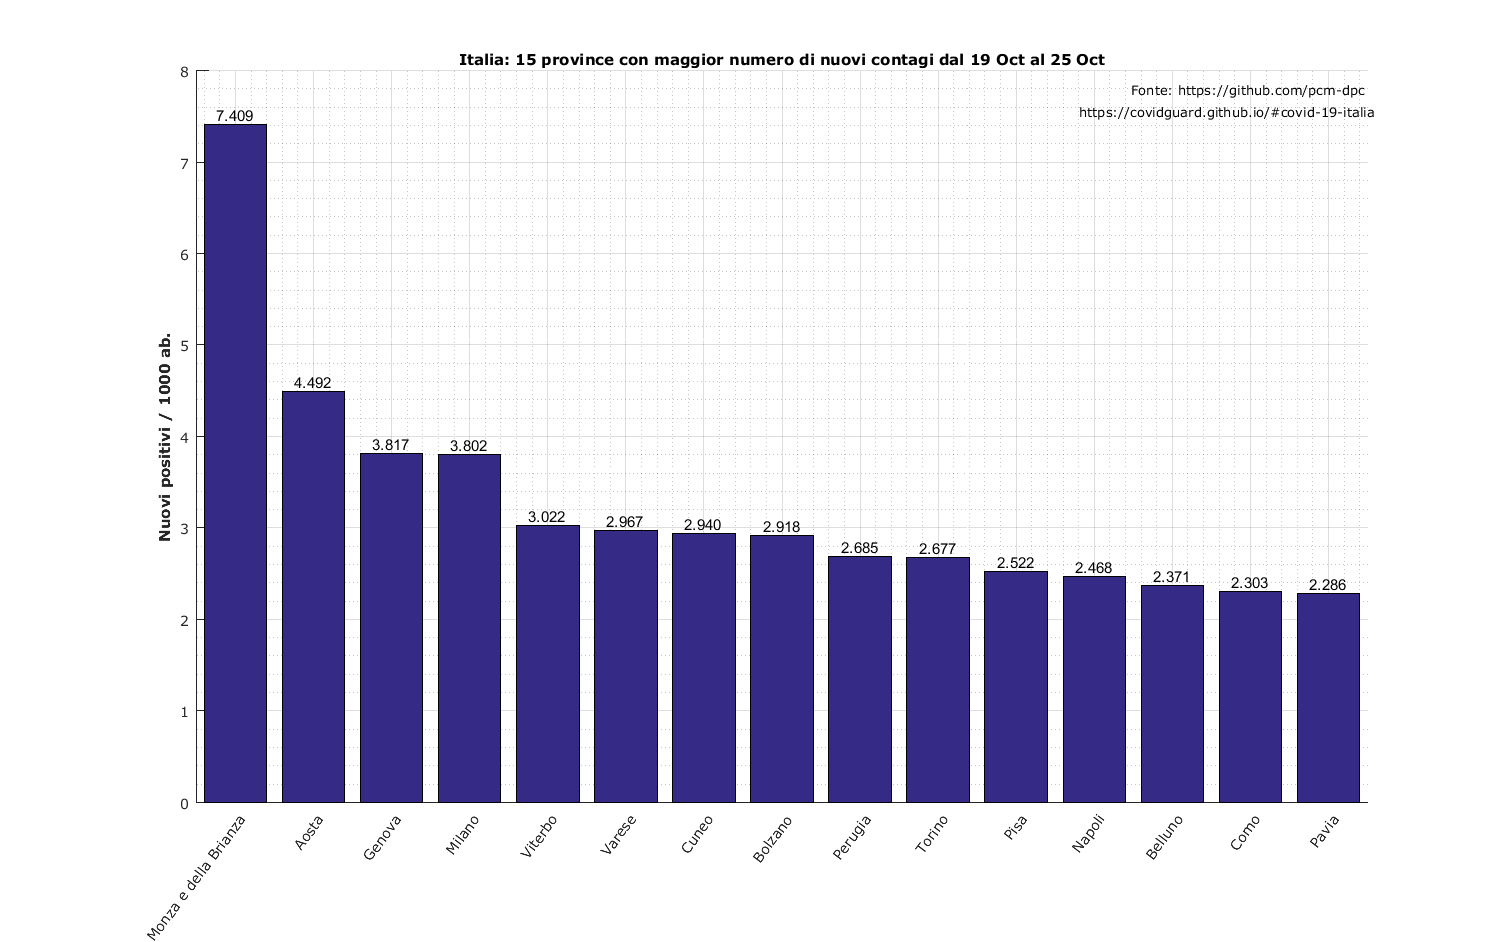 Italia: 15 province con maggior numero di nuovi contagi dal 19 Oct al 25 Oct
Fonte: https://github.com/pcm-dpc
https://covidguard.github.io/#covid-19-italia
Nuovi positivi / 1000 ab.
8
7
6
5
4
3
2
1
0
7.409
4.492
3.817
3.802
3.022
2.967
2.940
2.918
2.685
2.677
2.522
2.468
2.371
2.303
2.286
Monza e della Brianza
Aosta
Genova
Milano
Viterbo
Varese
Cuneo
Bolzano
Perugia
Torino
Pisa
Napoli
Belluno
Como
Pavia